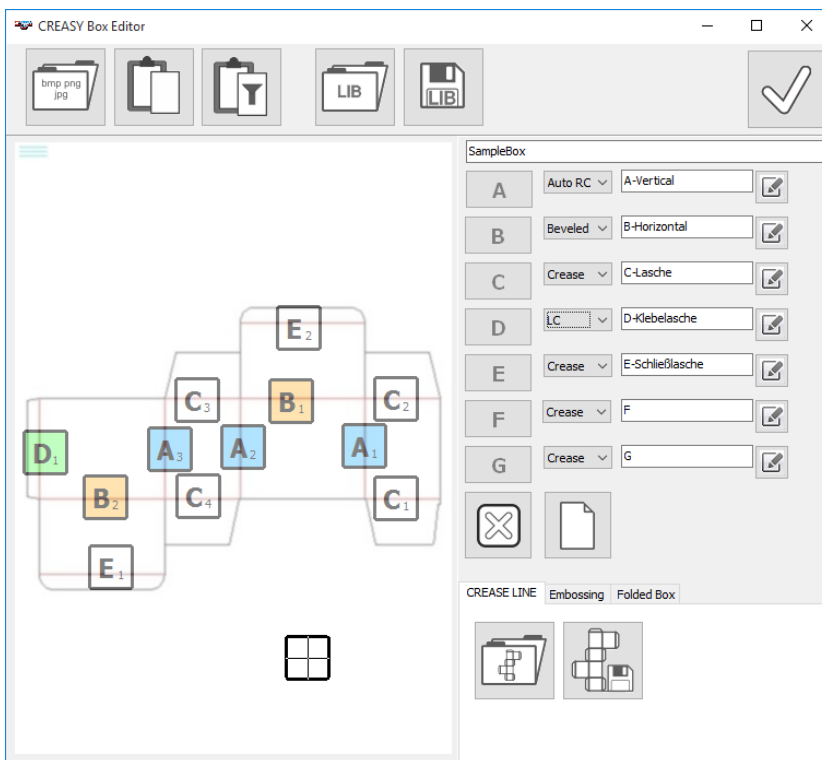 CREASY Box Editor
bmp png
jpg
LIB
LIB
SampleBox
A Auto RC A-Vertical
B Beveled B-Horizontal
C Crease C-Lasche
D LC D-Klebelasche
E Crease E-Schließlasche
F Crease F
G Crease G
E2
C3 B1 C2
D1 A3 A2 A1
B2 C4 C1
E1
CREASE LINE Embossing Folded Box